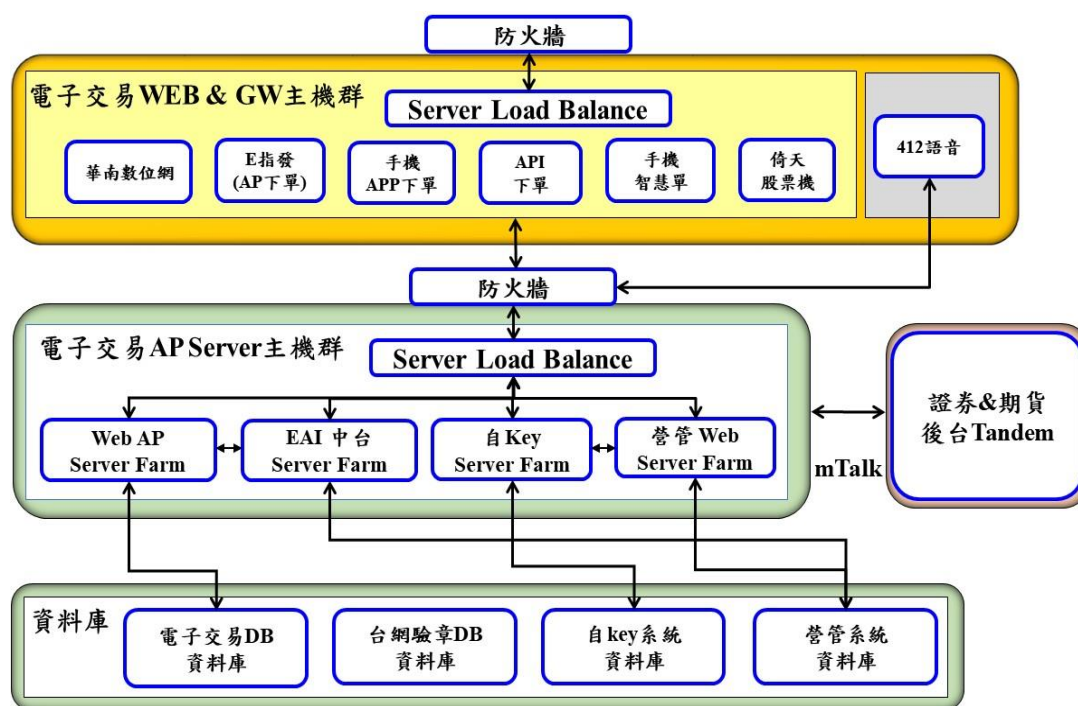 防火牆
電子交易WEB & GW主機群
Server Load Balance
華南數位網
E指發
(AP下單)
手機
APP下單
API
下單
手機
智慧單
倚天
股票機
412語音
防火牆
電子交易AP Server主機群
Server Load Balance
Web AP
Server Farm
EAI 中台
Server Farm
自Key
Server Farm
營管 Web
Server Farm
mTalk
證券&期貨
後台Tandem
資料庫
電子交易DB
資料庫
台網驗章DB
資料庫
自key系統
資料庫
營管系統
資料庫